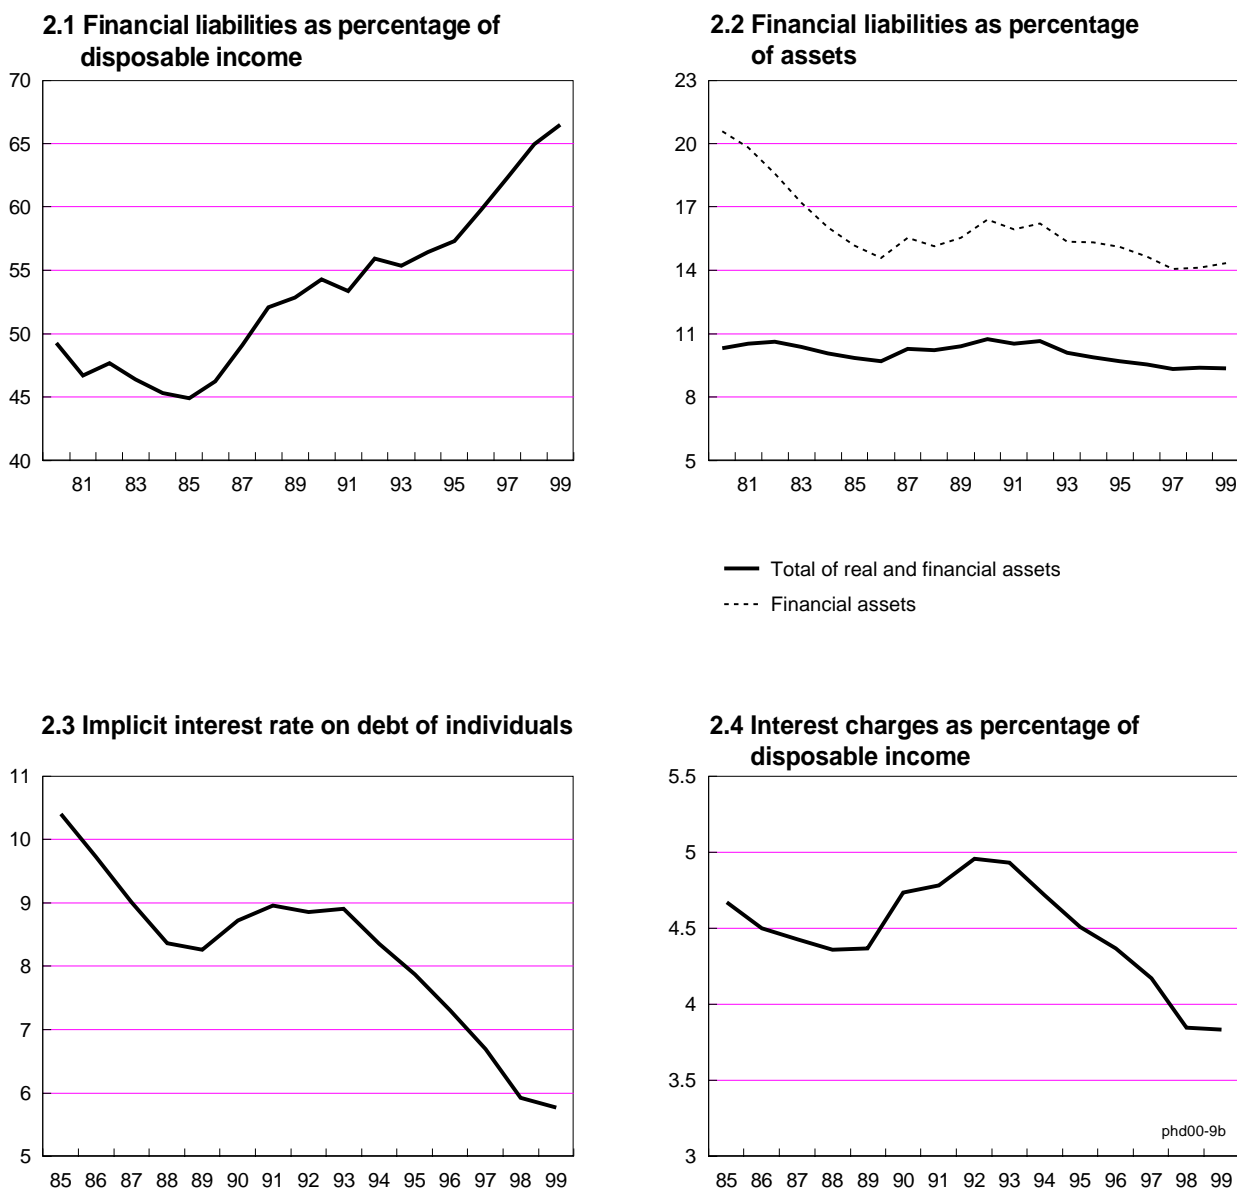 2.1 Financial liabilities as percentage of
disposable income
70
65
60
55
50
45
40
81 83 85 87 89 91 93 95 97 99
2.2 Financial liabilities as percentage
of assets
23
20
17
14
11
8
5
81 83 85 87 89 91 93 95 97 99
Total of real and financial assets
Financial assets
2.3 Implicit interest rate on debt of individuals
11
10
9
8
7
6
5
85 86 87 88 89 90 91 92 93 94 95 96 97 98 99
2.4 Interest charges as percentage of
disposable income
5.5
5
4.5
4
3.5
3
phd00-9b
85 86 87 88 89 90 91 92 93 94 95 96 97 98 99